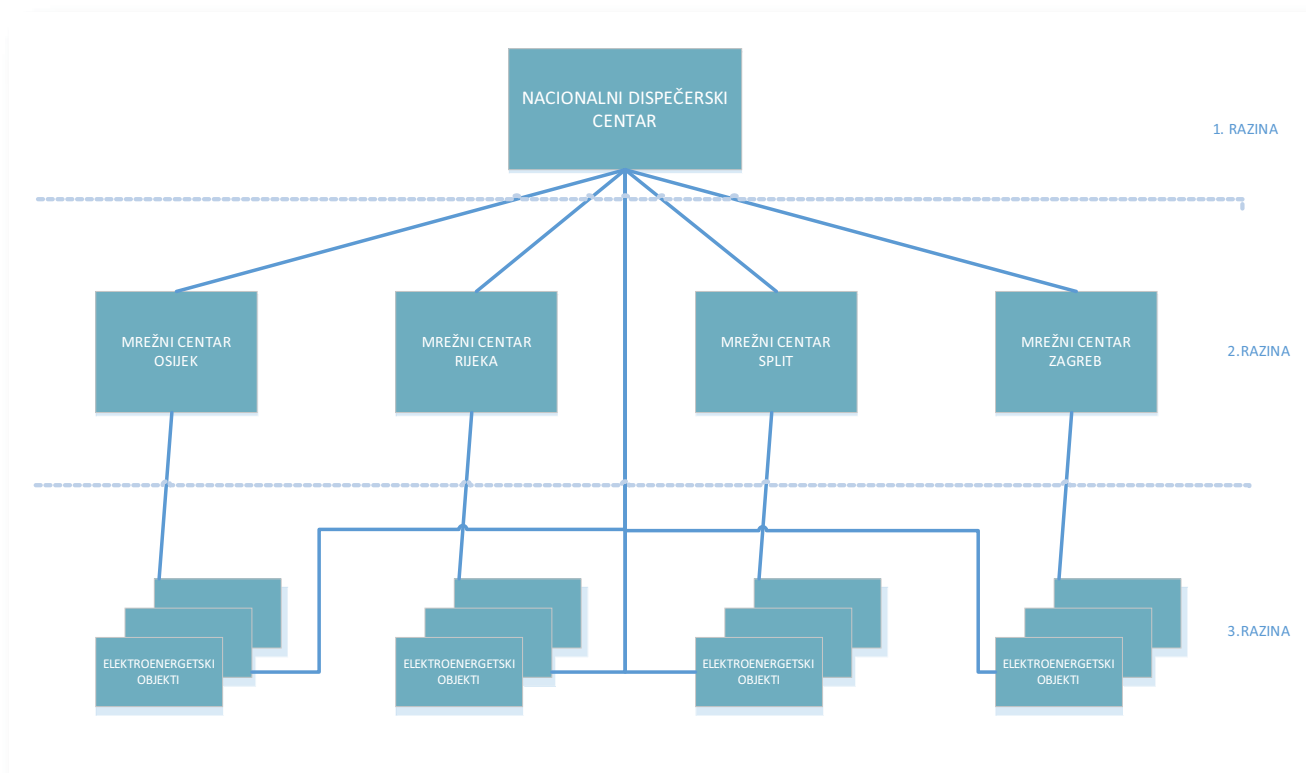 NACIONALNI DISPEČERSKI
CENTAR
1. RAZINA
MREŽNI CENTAR
OSIJEK
MREŽNI CENTAR
RIJEKA
MREŽNI CENTAR
SPLIT
MREŽNI CENTAR
ZAGREB
2.RAZINA
ELEKTROENERGETSKI
OBJEKTI
ELEKTROENERGETSKI
OBJEKTI
ELEKTROENERGETSKI
OBJEKTI
ELEKTROENERGETSKI
OBJEKTI
3.RAZINA